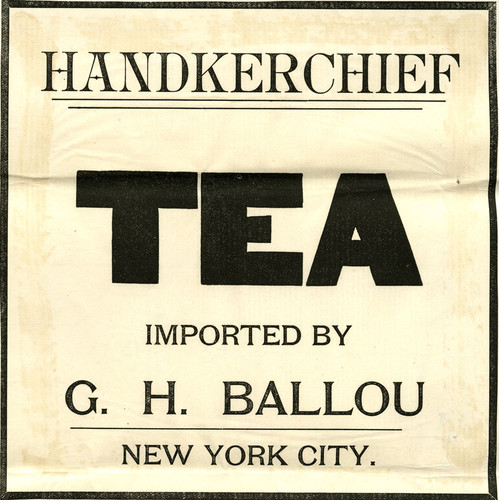 HANDKERCHIEF
TEA
IMPORTED BY
G. H. BALLOU
NEW YORK CITY.